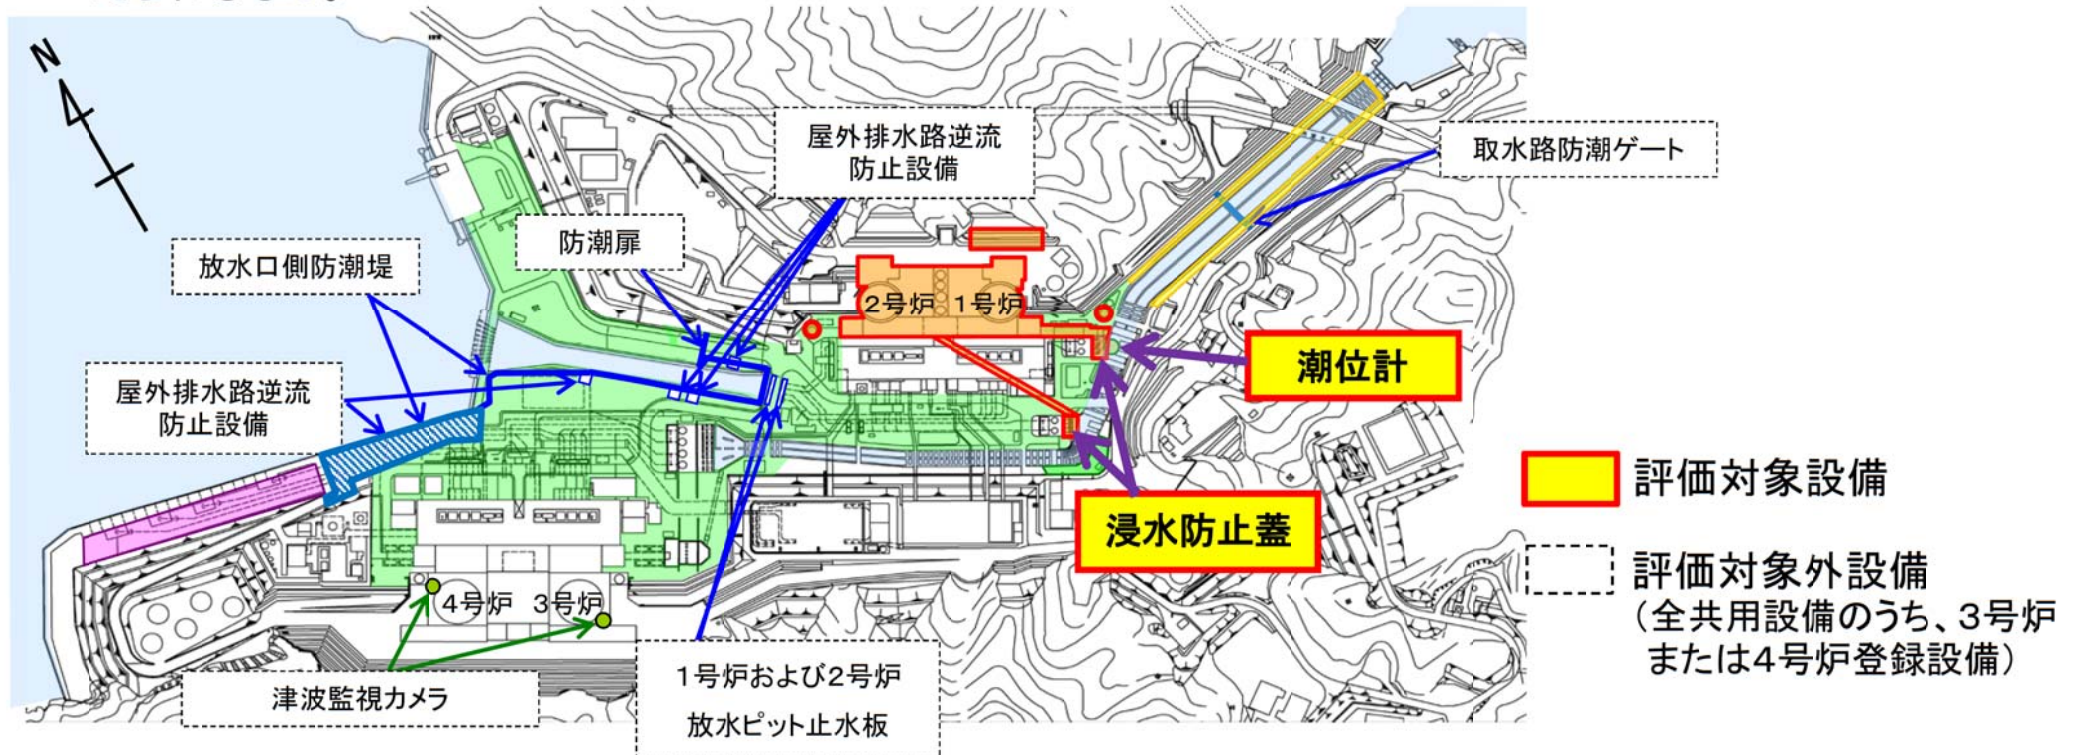 N
屋外排水路逆流
防止設備
取水路防潮ゲート
防潮扉
放水口側防潮堤
2号炉 1号炉
潮位計
屋外排水路逆流
防止設備
浸水防止蓋
評価対象設備
評価対象外設備
(全共用設備のうち、3号炉
または4号炉登録設備)
4号炉 3号炉
津波監視カメラ
1号炉および2号炉
放水ピット止水板